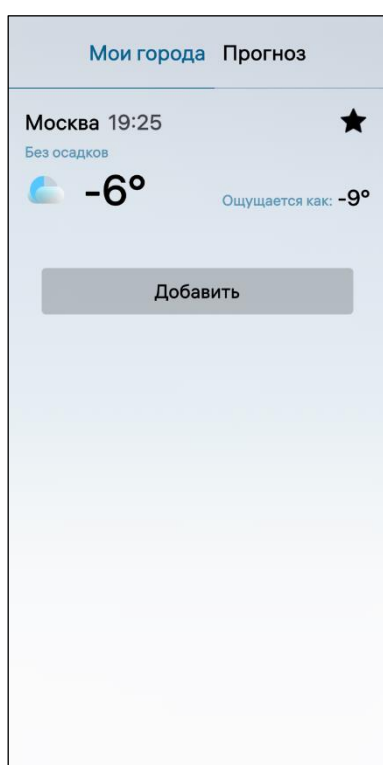 Мои города Прогноз
Москва 19:25
Без осадков
-6°
Ощущается как: -9°
Добавить